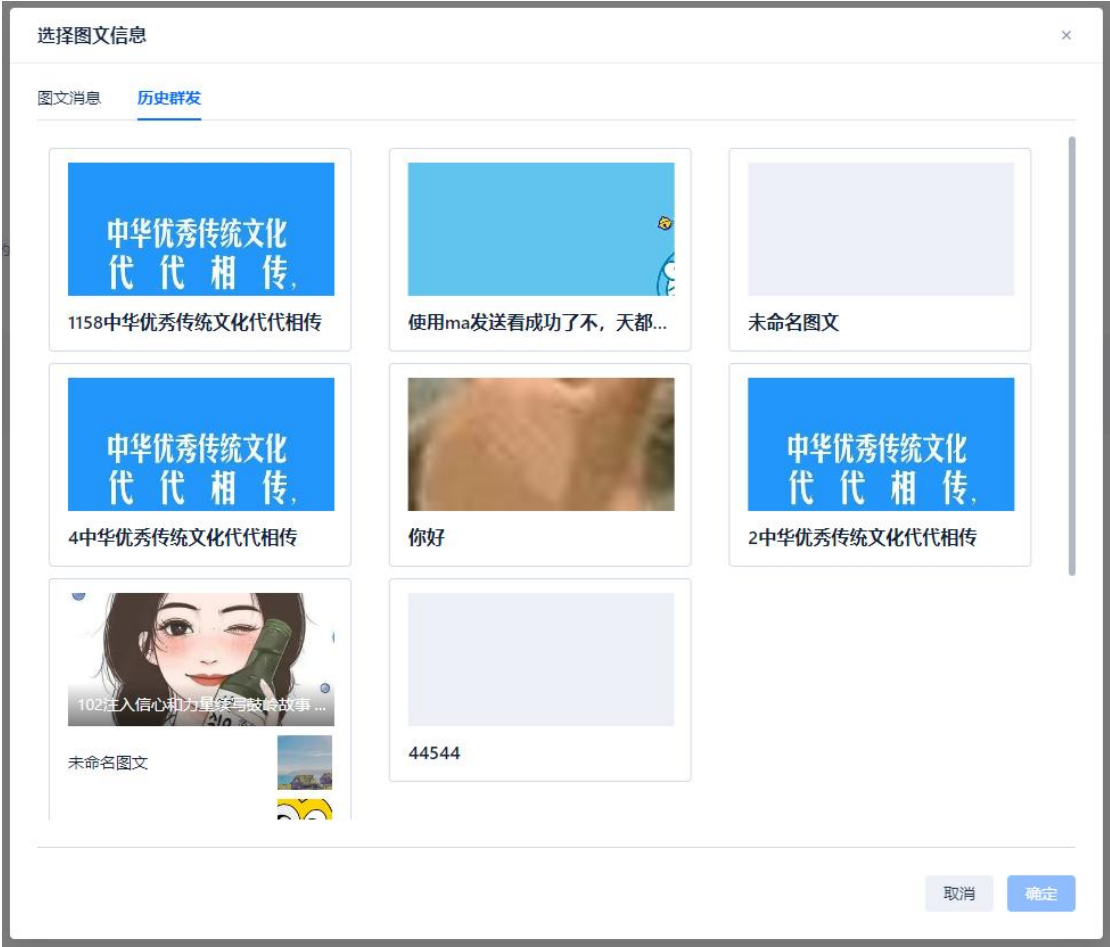 选择图文信息
×
图文消息
历史群发
中华优秀传统文化
代代相传,
1158中华优秀传统文化代代相传
使用ma发送看成功了不，天都...
未命名图文
中华优秀传统文化
代代相传,
4中华优秀传统文化代代相传
你好
中华优秀传统文化
代代相传,
2中华优秀传统文化代代相传
102注入信心和力量续写鼓岭故事 ...
未命名图文
44544
取消
确定